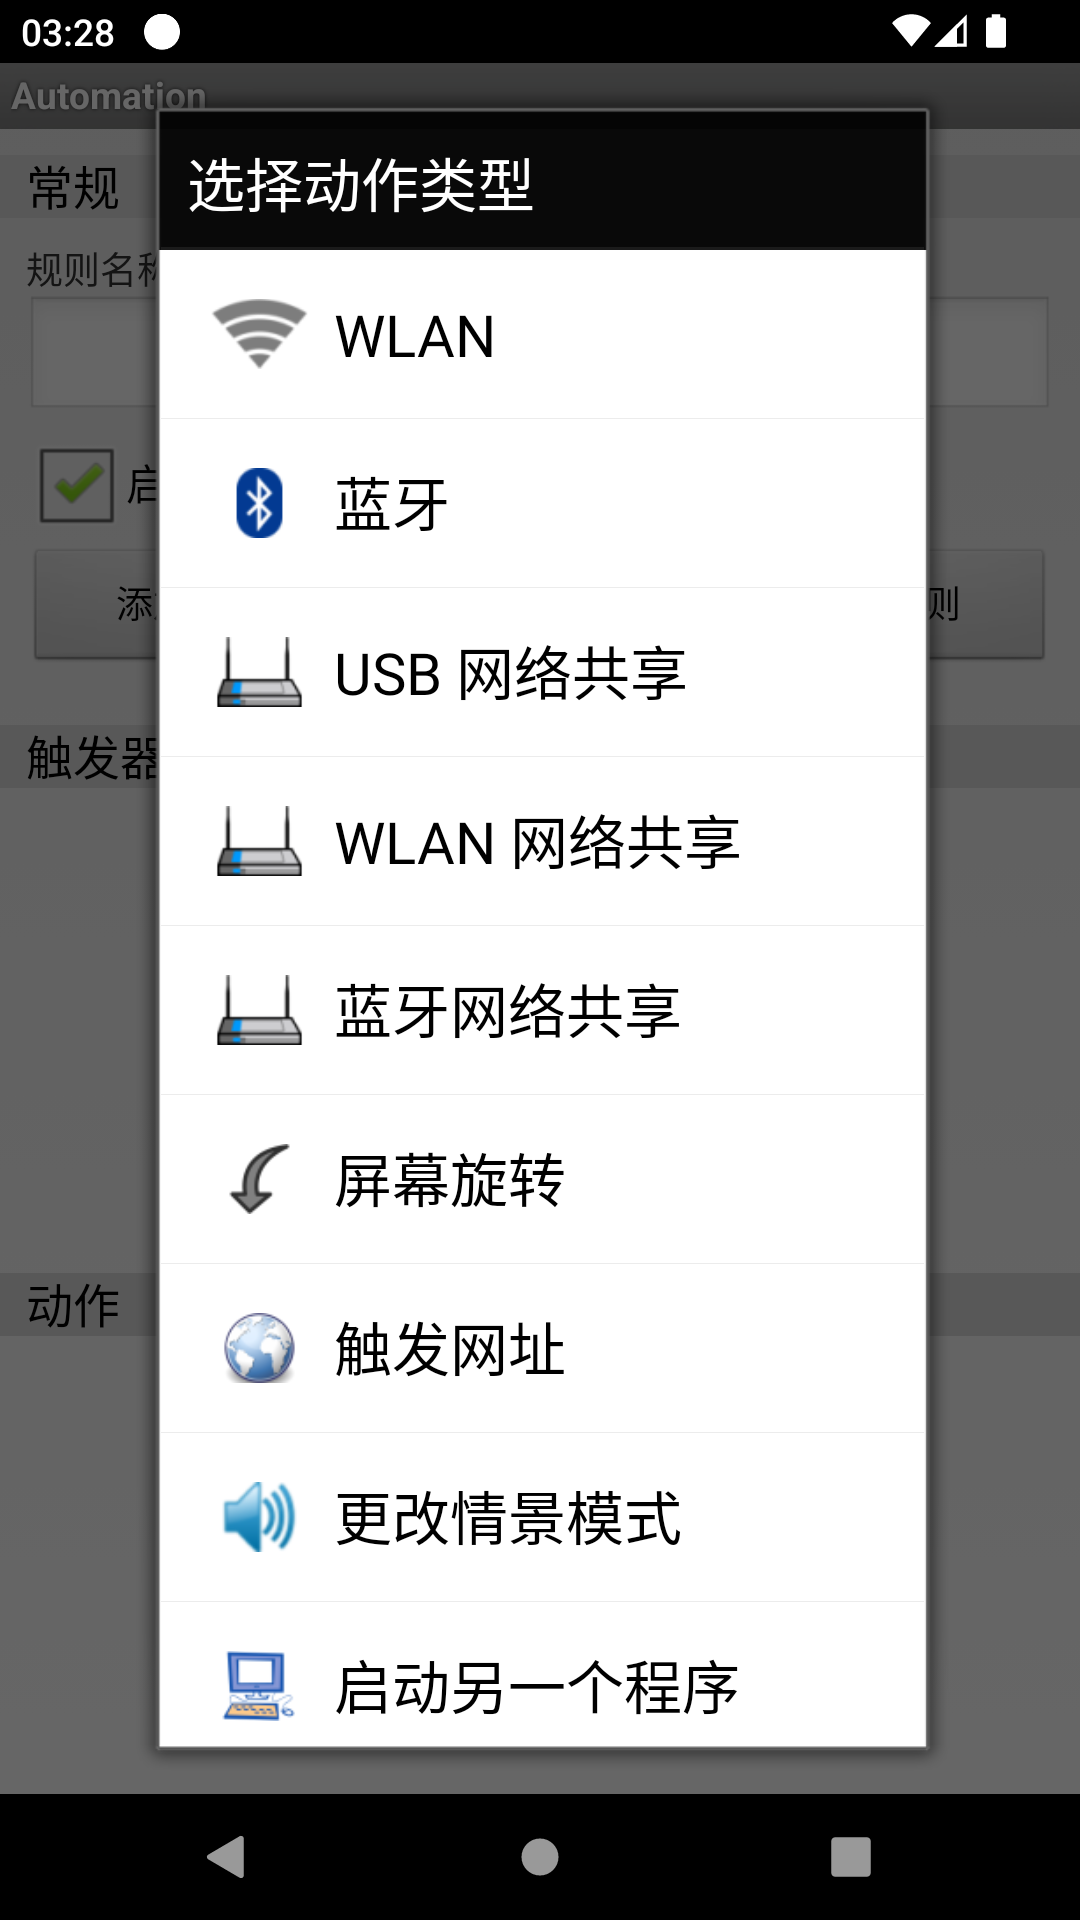 03:28
Automation
选择动作类型
常规
规则名
WLAN
蓝牙
添
则
USB 网络共享
触发器
WLAN 网络共享
蓝牙网络共享
屏幕旋转
动作
触发网址
更改情景模式
启动另一个程序